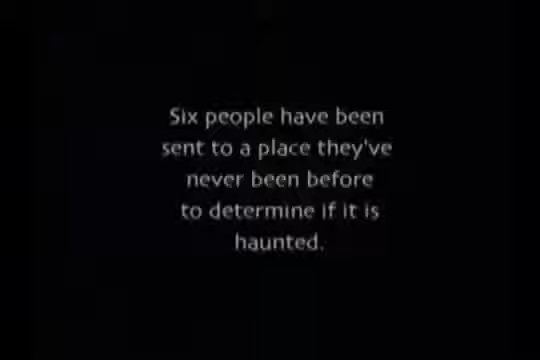 Six people have been
sent to a place they've
never been before
to determine if it is
haunted.